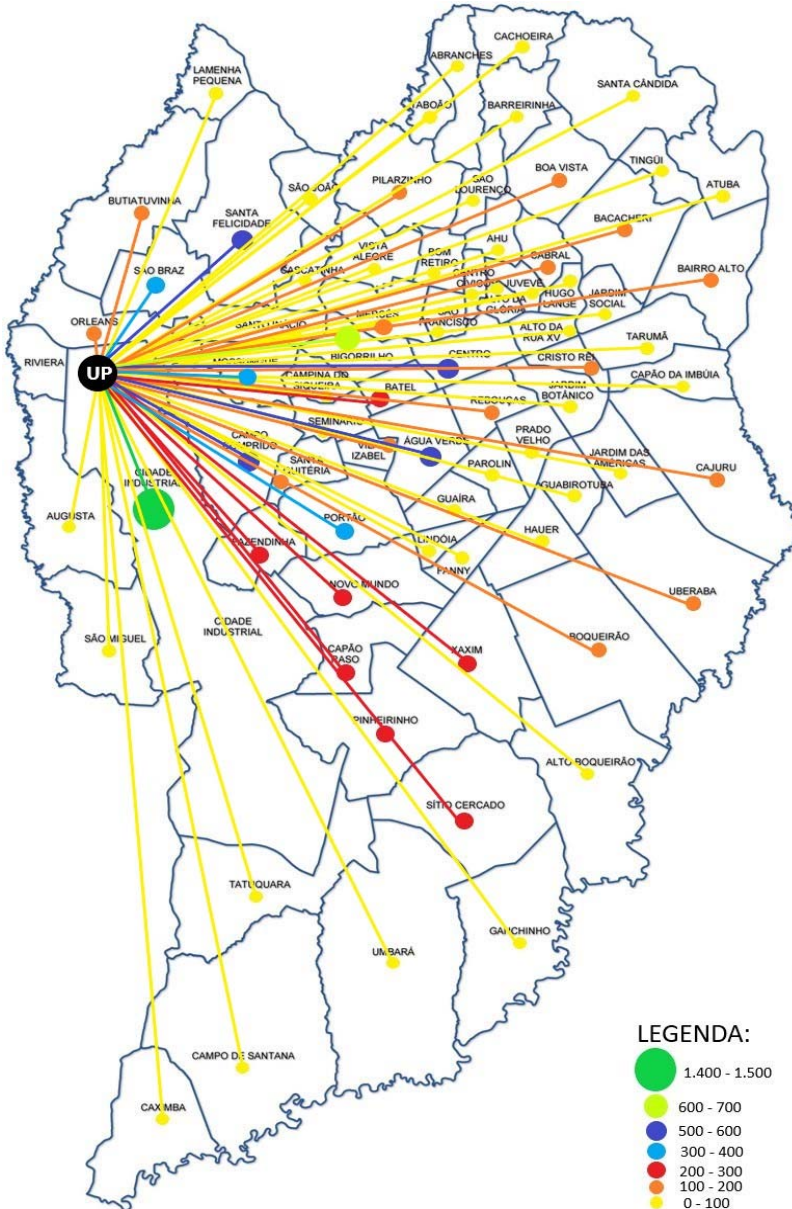 CACHOEIRA
ABRANCHES
LAMENHA
PEQUENA
SANTA CÂNDIDA
TABOÃO
BARREIRINHA
BOA VISTA
TINGÜI
PILARZINHO
SÃO
LOURENÇO
SÃO JOÃO
ATUBA
BUTIATUVINHA
SANTA
FELICIDADE
BACACHERI
VISTA
ALEGRE
BOM
RETIRO
AHU
CABRAL
SÃO BRAZ
CASCATINHA
CENTRO
CÍVICO
JUVEVÊ
HUGO
LANGE
JARDIM
SOCIAL
BAIRRO ALTO
ALTO DA
GLÓRIA
ORLEANS
SANTO INÁCIO
MERCÊS
SÃO
FRANCISCO
ALTO DA
RUA XV
TARUMÃ
RIVIERA
UP
MOSSUNGUÊ
BIGORRILHO
CENTRO
CRISTO REI
CAMPINA DO
SIQUEIRA
BATEL
CAPÃO DA IMBÚIA
JARDIM
BOTÂNICO
REBOUÇAS
SEMINÁRIO
CAMPO
COMPRIDO
VILA
IZABEL
ÁGUA VERDE
PRADO
VELHO
SANTA
QUITÉRIA
PAROLIN
JARDIM DAS
AMÉRICAS
CAJURU
CIDADE
INDUSTRIAL
GUABIROTUBA
GUAÍRA
AUGUSTA
PORTÃO
HAUER
LINDÓIA
FANNY
FAZENDINHA
NOVO MUNDO
UBERABA
CIDADE
INDUSTRIAL
SÃO MIGUEL
BOQUEIRÃO
XAXIM
CAPÃO
RASO
PINHEIRINHO
ALTO BOQUEIRÃO
SÍTIO CERCADO
TATUQUARA
GANCHINHO
UMBARÁ
CAMPO DE SANTANA
CAXIMBA
LEGENDA:
1.400 - 1.500
600 - 700
500 - 600
300 - 400
200 - 300
100 - 200
0 - 100